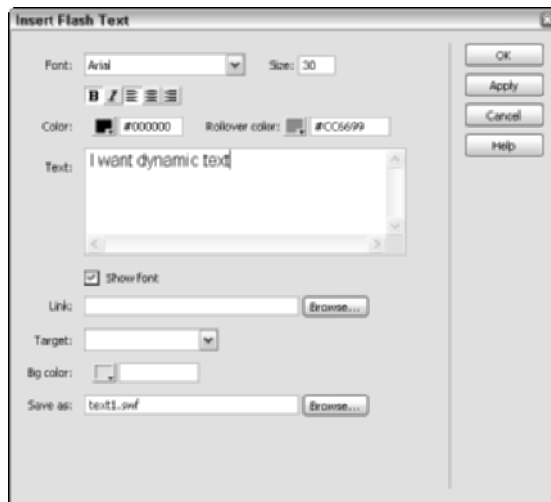 Insert Flash Text
Font: Arial Size: 30
B I
Color: #000000 Rollover color: #CC6699
Text: I want dynamic text
Show font
Link: Browse...
Target:
Bg color:
Save as: text1.swf Browse...
OK
Apply
Cancel
Help